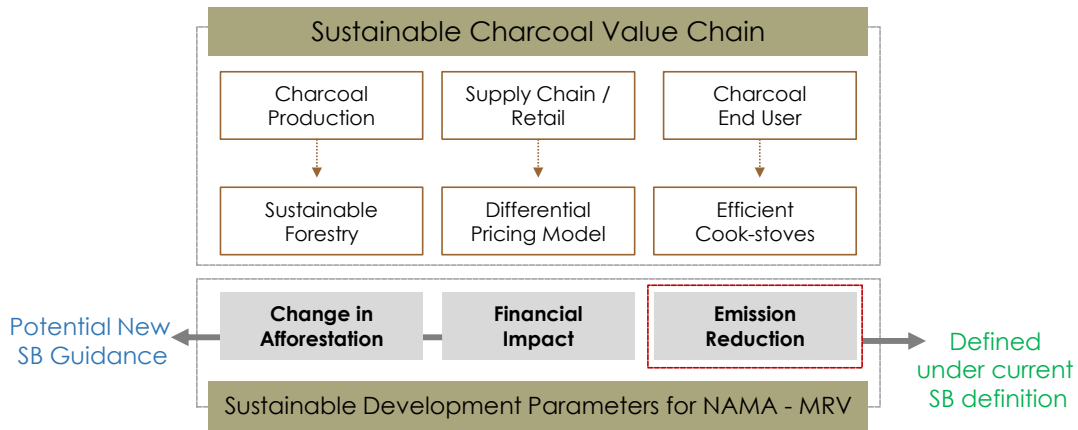 Sustainable Charcoal Value Chain
Charcoal
Production
Supply Chain /
Retail
Charcoal
End User
Sustainable
Forestry
Differential
Pricing Model
Efficient
Cook-stoves
Potential New
SB Guidance
Change in
Afforestation
Financial
Impact
Emission
Reduction
Defined
under current
SB definition
Sustainable Development Parameters for NAMA - MRV